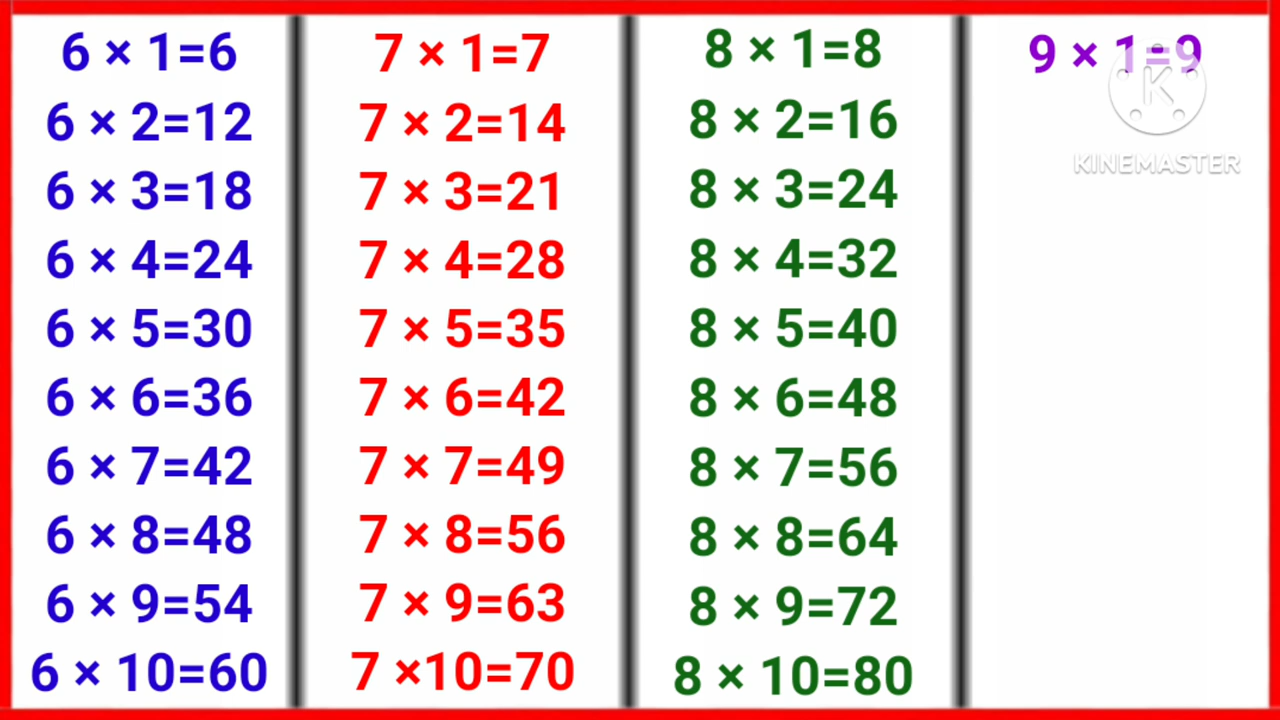 6 × 1=6
6 × 2=12
6 × 3=18
6 × 4=24
6 × 5=30
6 × 6=36
6 × 7=42
6 × 8=48
6 × 9=54
6 × 10=60
7 × 1=7
7 × 2=14
7 × 3=21
7 × 4=28
7 × 5=35
7 × 6=42
7 × 7=49
7 × 8=56
7 × 9=63
7 ×10=70
8 × 1=8
8 × 2=16
8 × 3=24
8 × 4=32
8 × 5=40
8 × 6=48
8 × 7=56
8 × 8=64
8 × 9=72
8 × 10=80
9 × 1=9
K
KINEMASTER